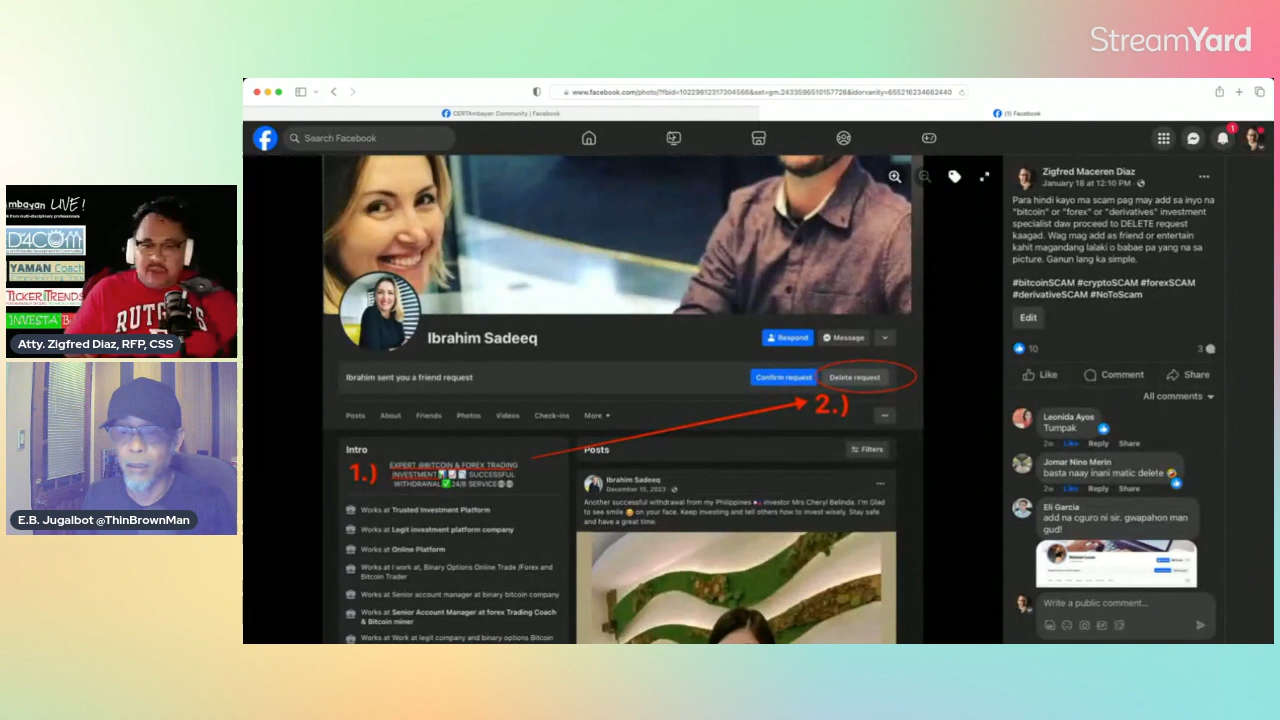 StreamYard
www.facebook.com/photo/?fbid=10229812317304566&set=gm.2433596510157728&idorvanity=655216234662440
CERTAmbayan Community | Facebook
(1) Facebook
Search Facebook
1
Ibrahim Sadeeq
Respond
Message
Ibrahim sent you a friend request
Confirm request
Delete request
2.)
Posts
About
Friends
Photos
Videos
Check-ins
More
Intro
1.)
EXPERT @BITCOIN & FOREX TRADING
INVESTMENT SUCCESSFUL
WITHDRAWAL✅24/8 SERVICE
Works at Trusted Investment Platform
Works at Legit investment platform company
Works at Online Platform
Works at I work at, Binary Options Online Trade /Forex and
Bitcoin Trader
Works at Senior account manager at binary bitcoin company
Works at Senior Account Manager at forex Trading Coach
& Bitcoin miner
Works at Work at legit company and binary options Bitcoin
Posts
Filters
Ibrahim Sadeeq
December 15, 2023
Another successful withdrawal from my Philippines 🇵🇭 investor Mrs Cheryl Belinda. I'm Glad
to see smile 😊 on your face. Keep investing and tell others how to invest wisely. Stay safe
and have a great time.
Zigfred Maceren Diaz
January 18 at 12:10 PM
Para hindi kayo ma scam pag may add sa inyo na
"bitcoin" or "forex" or "derivatives" investment
specialist daw proceed to DELETE request
kaagad. Wag mag add as friend or entertain
kahit magandang lalaki o babae pa yang na sa
picture. Ganun lang ka simple.
#bitcoinSCAM #cryptoSCAM #forexSCAM
#derivativeSCAM #NoToScam
Edit
10
3
Like
Comment
Share
All comments
Leonida Ayos
Tumpak
2w Like Reply Share
Jomar Nino Merin
basta naay inani matic delete 🤣
2w Like Reply Share
Eli Garcia
add na cguro ni sir. gwapahon man
gud!
Write a public comment...
mbayan LIVE!
D4COM
YAMAN Coach
TICKERTRENDS
INVESTA
RUTGERS
Atty. Zigfred Diaz, RFP, CSS
E.B. Jugalbot @ThinBrownMan